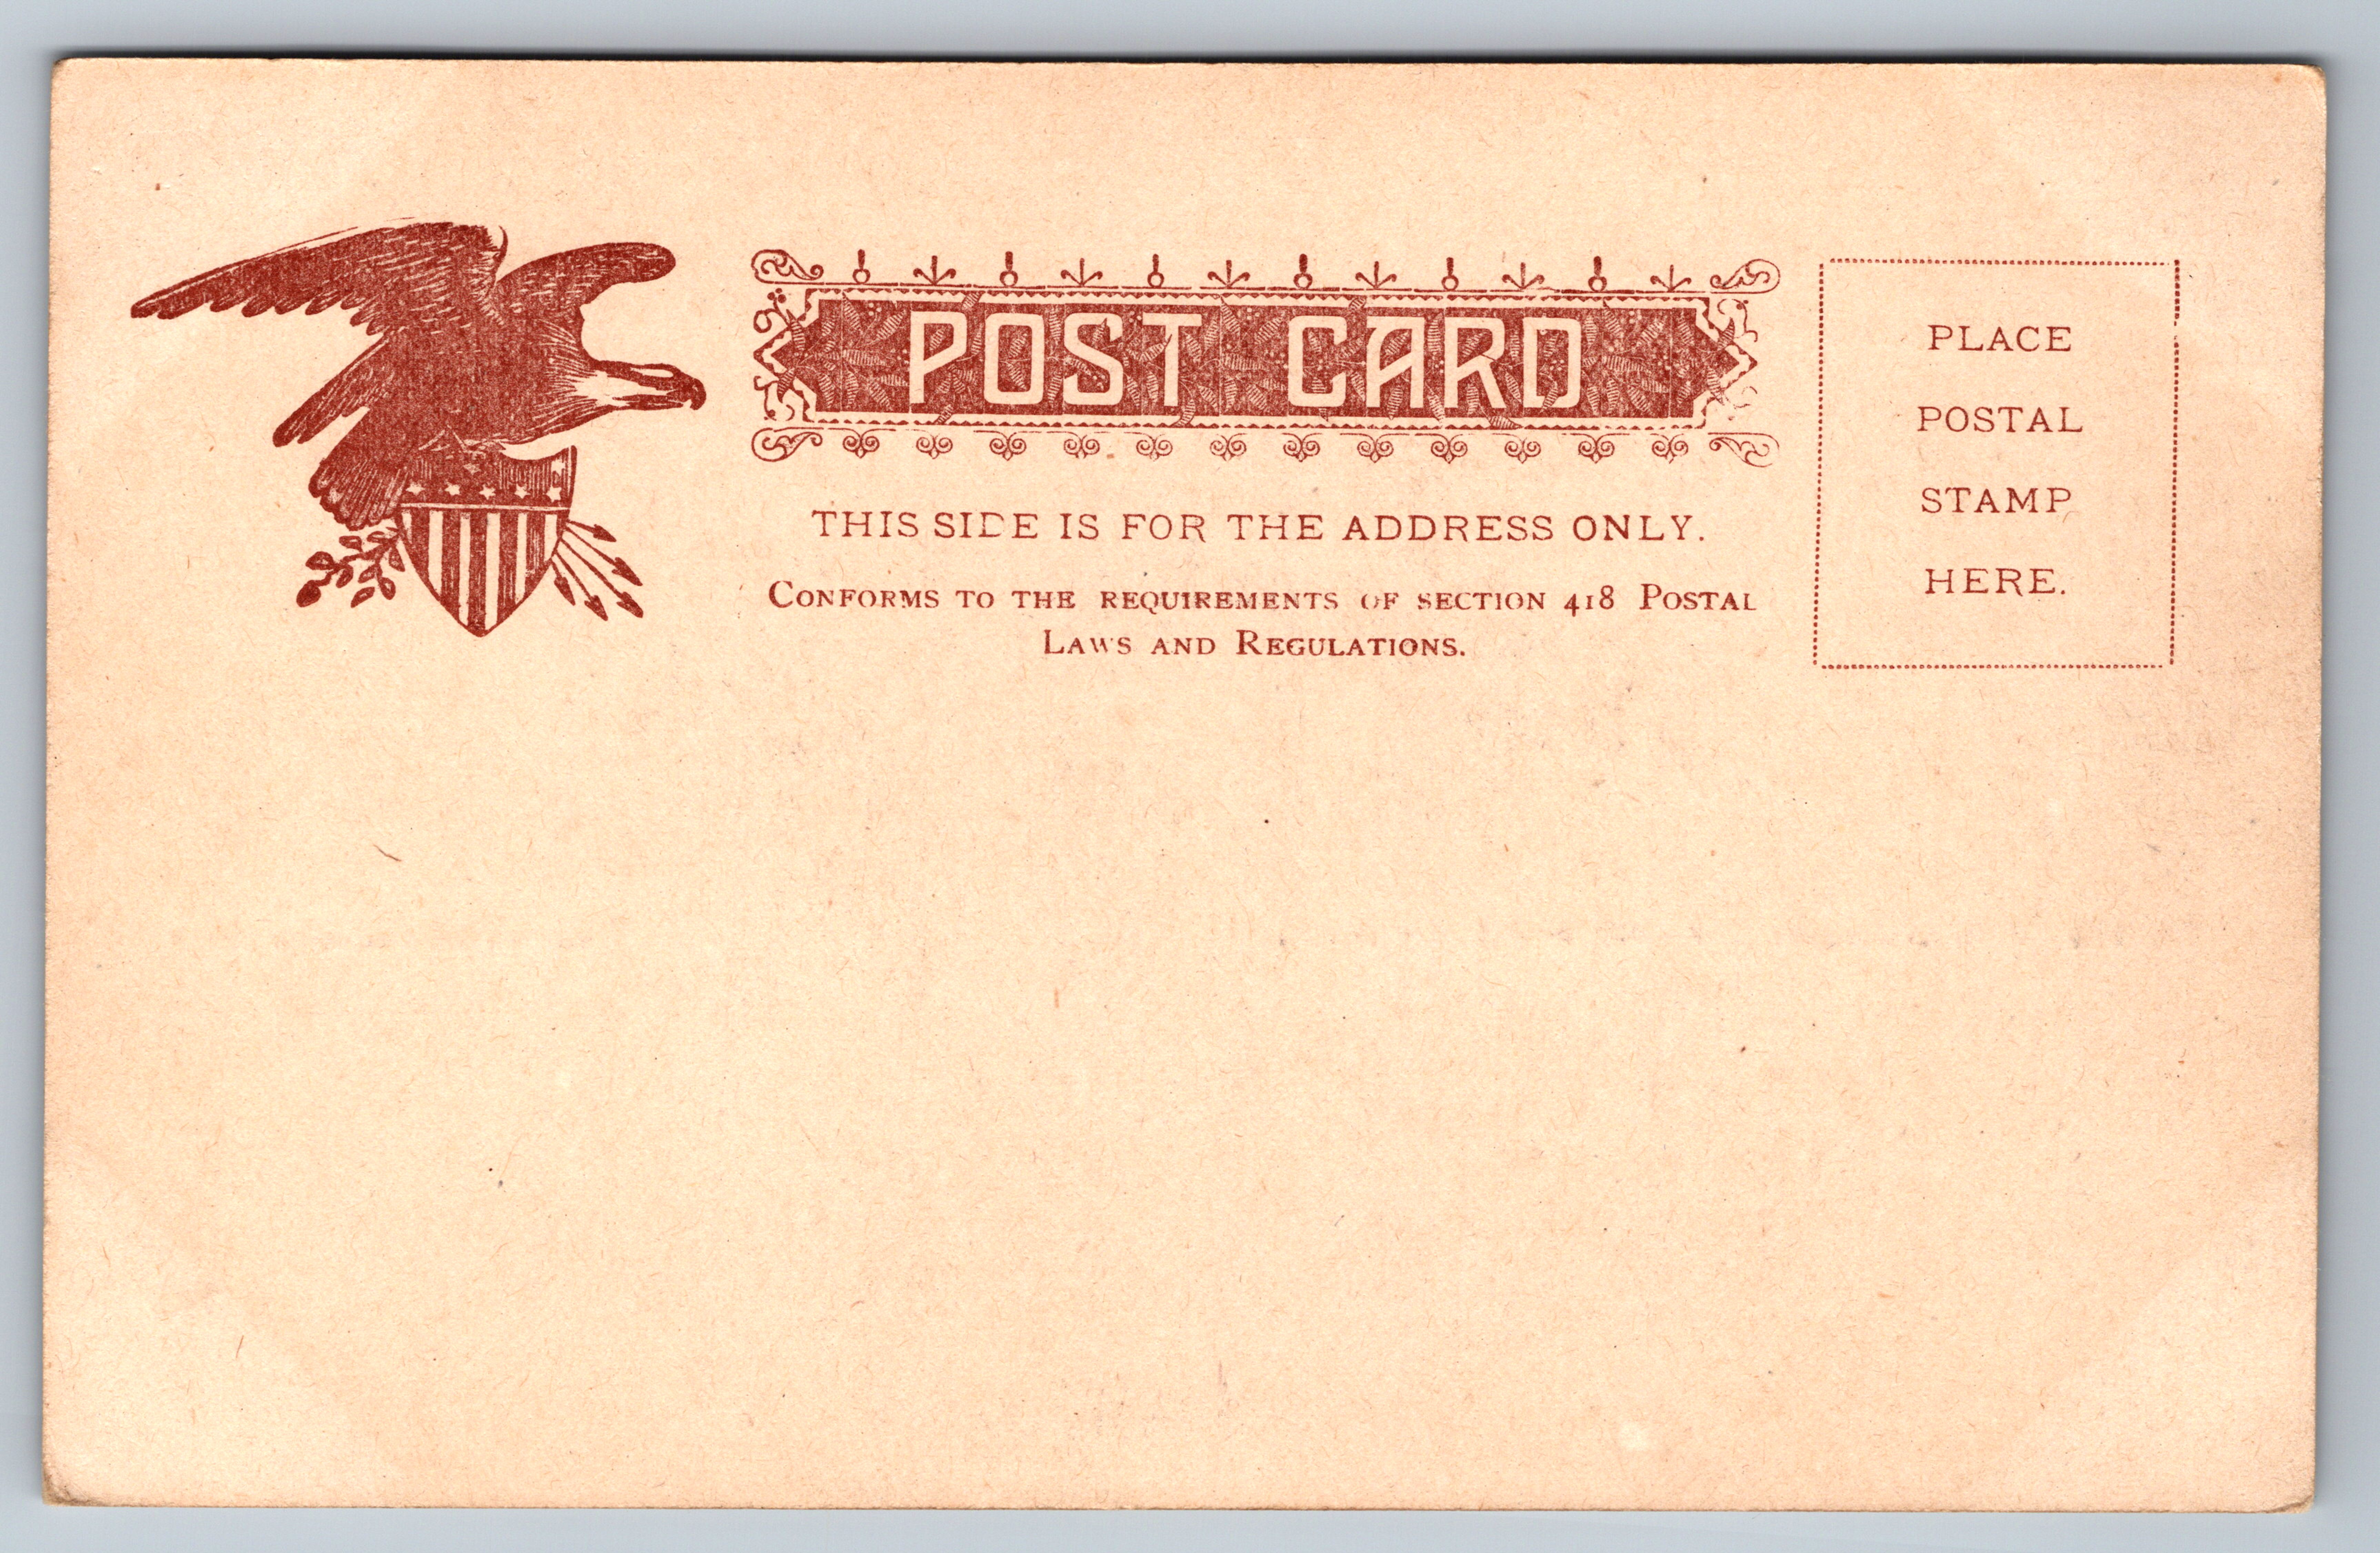 POST CARD
THIS SIDE IS FOR THE ADDRESS ONLY.
CONFORMS TO THE REQUIREMENTS OF SECTION 418 POSTAL
LAWS AND REGULATIONS.
PLACE
POSTAL
STAMP
HERE.